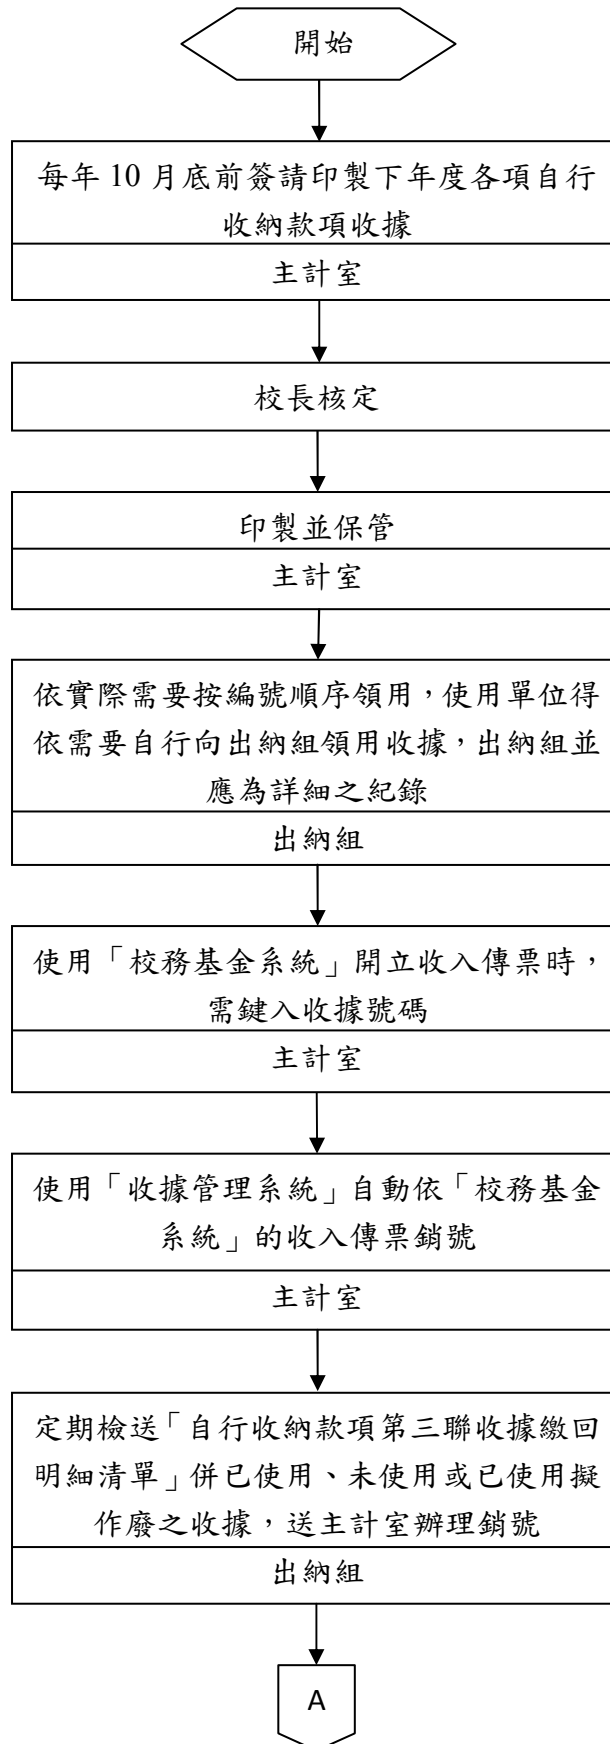 開始
每年 10 月底前簽請印製下年度各項自行
收納款項收據
主計室
校長核定
印製並保管
主計室
依實際需要按編號順序領用，使用單位得
依需要自行向出納組領用收據，出納組並
應為詳細之紀錄
出納組
使用「校務基金系統」開立收入傳票時，
需鍵入收據號碼
主計室
使用「收據管理系統」自動依「校務基金
系統」的收入傳票銷號
主計室
定期檢送「自行收納款項第三聯收據繳回
明細清單」併已使用、未使用或已使用擬
作廢之收據，送主計室辦理銷號
出納組
A